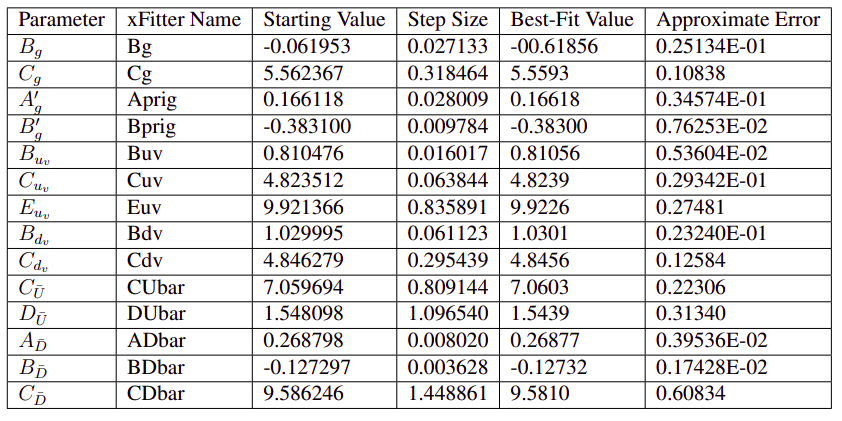 Parameter xFitter Name Starting Value Step Size Best-Fit Value Approximate Error
B_g Bg -0.061953 0.027133 -00.61856 0.25134E-01
C_g Cg 5.562367 0.318464 5.5593 0.10838
A'_g Aprig 0.166118 0.028009 0.16618 0.34574E-01
B'_g Bprig -0.383100 0.009784 -0.38300 0.76253E-02
B_{u_v} Buv 0.810476 0.016017 0.81056 0.53604E-02
C_{u_v} Cuv 4.823512 0.063844 4.8239 0.29342E-01
E_{u_v} Euv 9.921366 0.835891 9.9226 0.27481
B_{d_v} Bdv 1.029995 0.061123 1.0301 0.23240E-01
C_{d_v} Cdv 4.846279 0.295439 4.8456 0.12584
C_{Ū} CUbar 7.059694 0.809144 7.0603 0.22306
D_{Ū} DUbar 1.548098 1.096540 1.5439 0.31340
A_{D̄} ADbar 0.268798 0.008020 0.26877 0.39536E-02
B_{D̄} BDbar -0.127297 0.003628 -0.12732 0.17428E-02
C_{D̄} CDbar 9.586246 1.448861 9.5810 0.60834